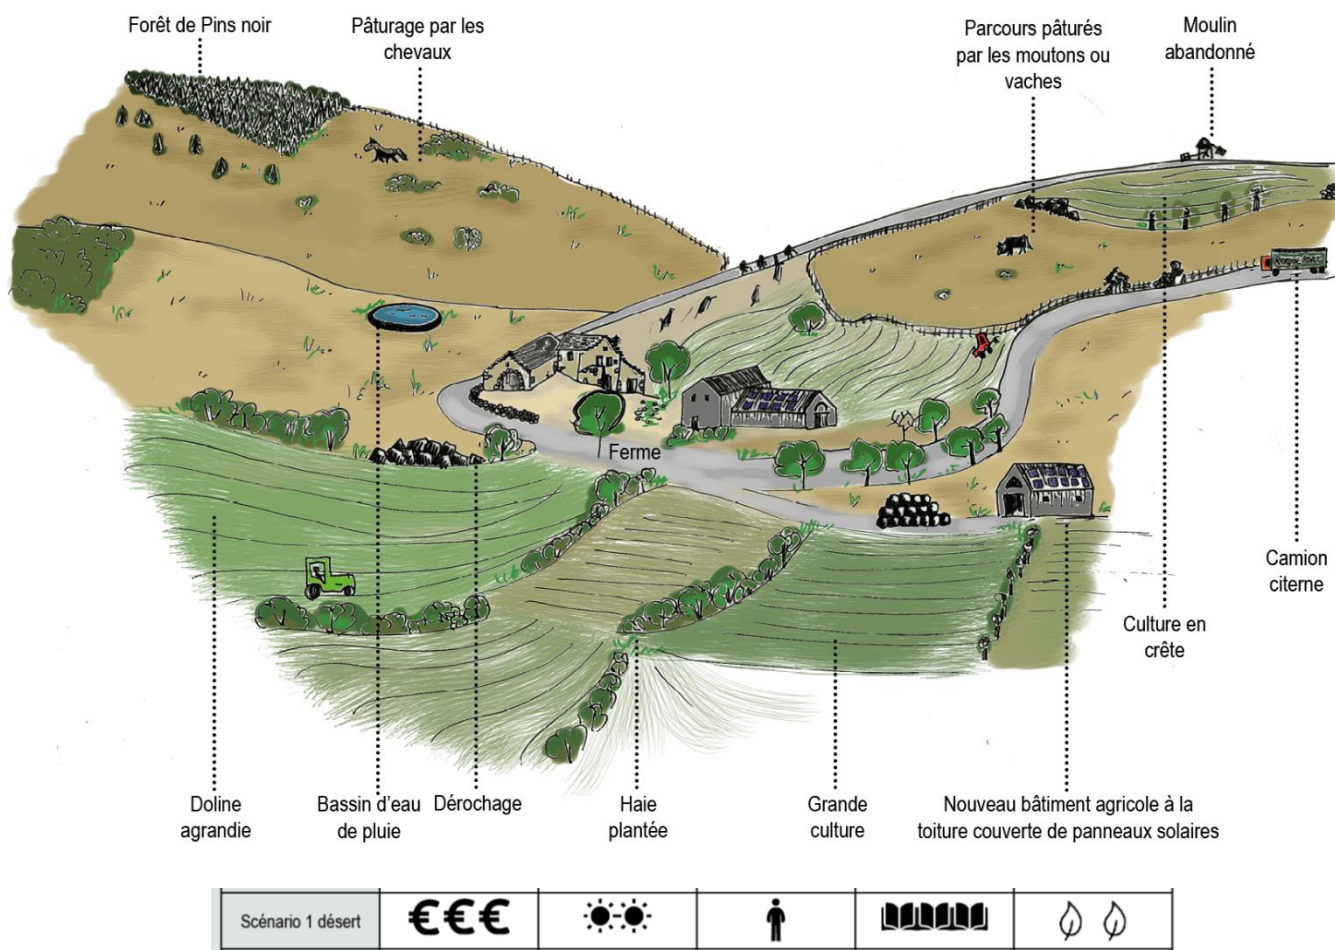 Forêt de Pins noir
Pâturage par les
chevaux
Parcours pâturés
par les moutons ou
vaches
Moulin
abandonné
Ferme
Camion
citerne
Culture en
crête
Doline
agrandie
Bassin d'eau
de pluie
Dérochage
Haie
plantée
Grande
culture
Nouveau bâtiment agricole à la
toiture couverte de panneaux solaires
Scénario 1 désert
€€€